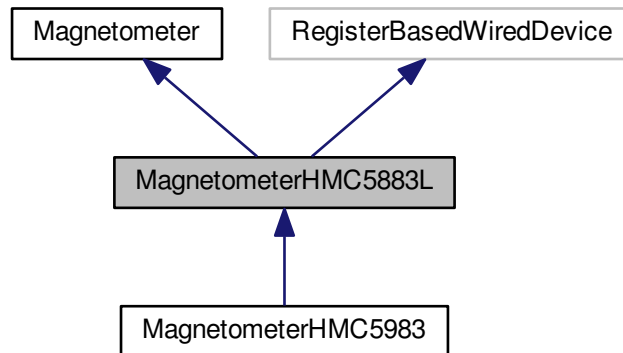 Magnetometer
RegisterBasedWiredDevice
MagnetometerHMC5883L
MagnetometerHMC5983